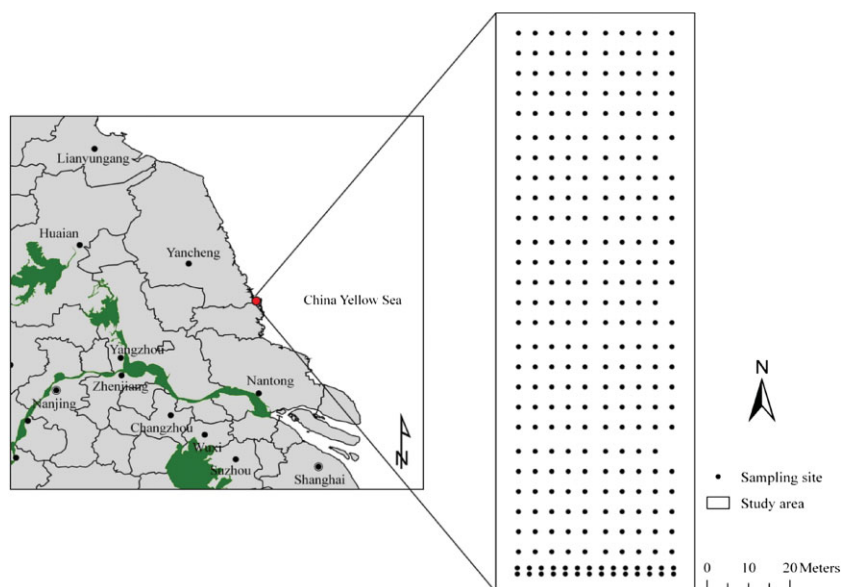 Lianyungang
Huaian
Yancheng
China Yellow Sea
Yangzhou
Zhenjiang
Nantong
Nanjing
Changzhou
Wuxi
Suzhou
Shanghai
N
N
Sampling site
Study area
0 10 20 Meters